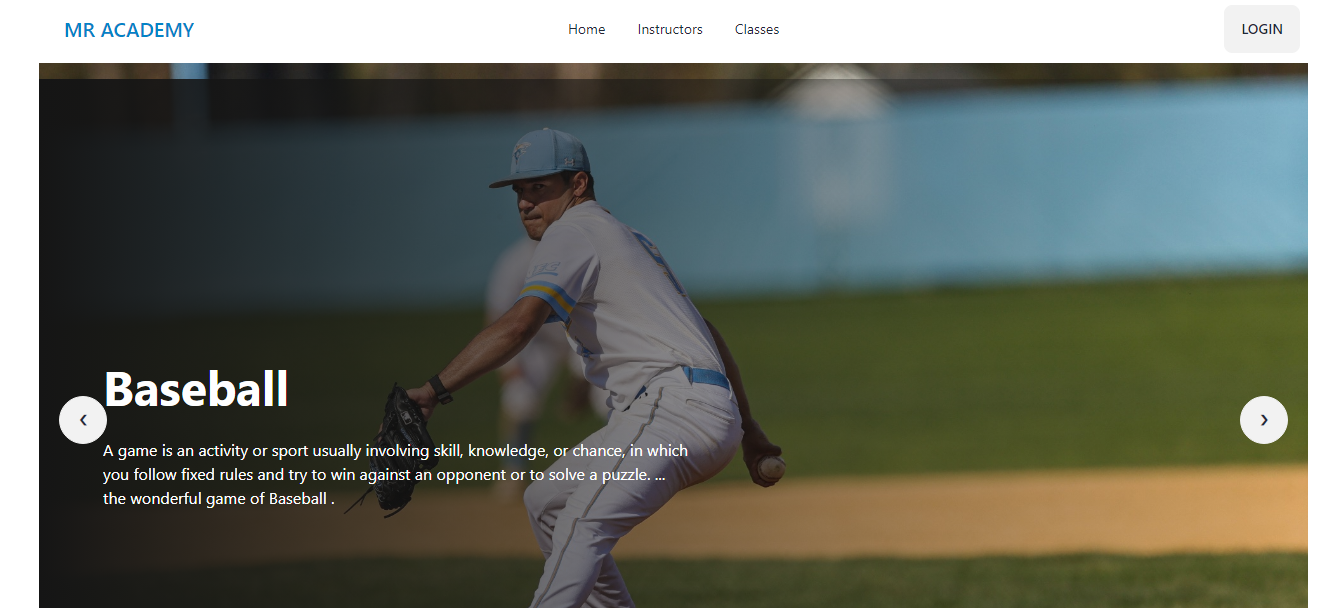 MR ACADEMY
Home Instructors Classes
LOGIN
Baseball
A game is an activity or sport usually involving skill, knowledge, or chance, in which
you follow fixed rules and try to win against an opponent or to solve a puzzle. ...
the wonderful game of Baseball .